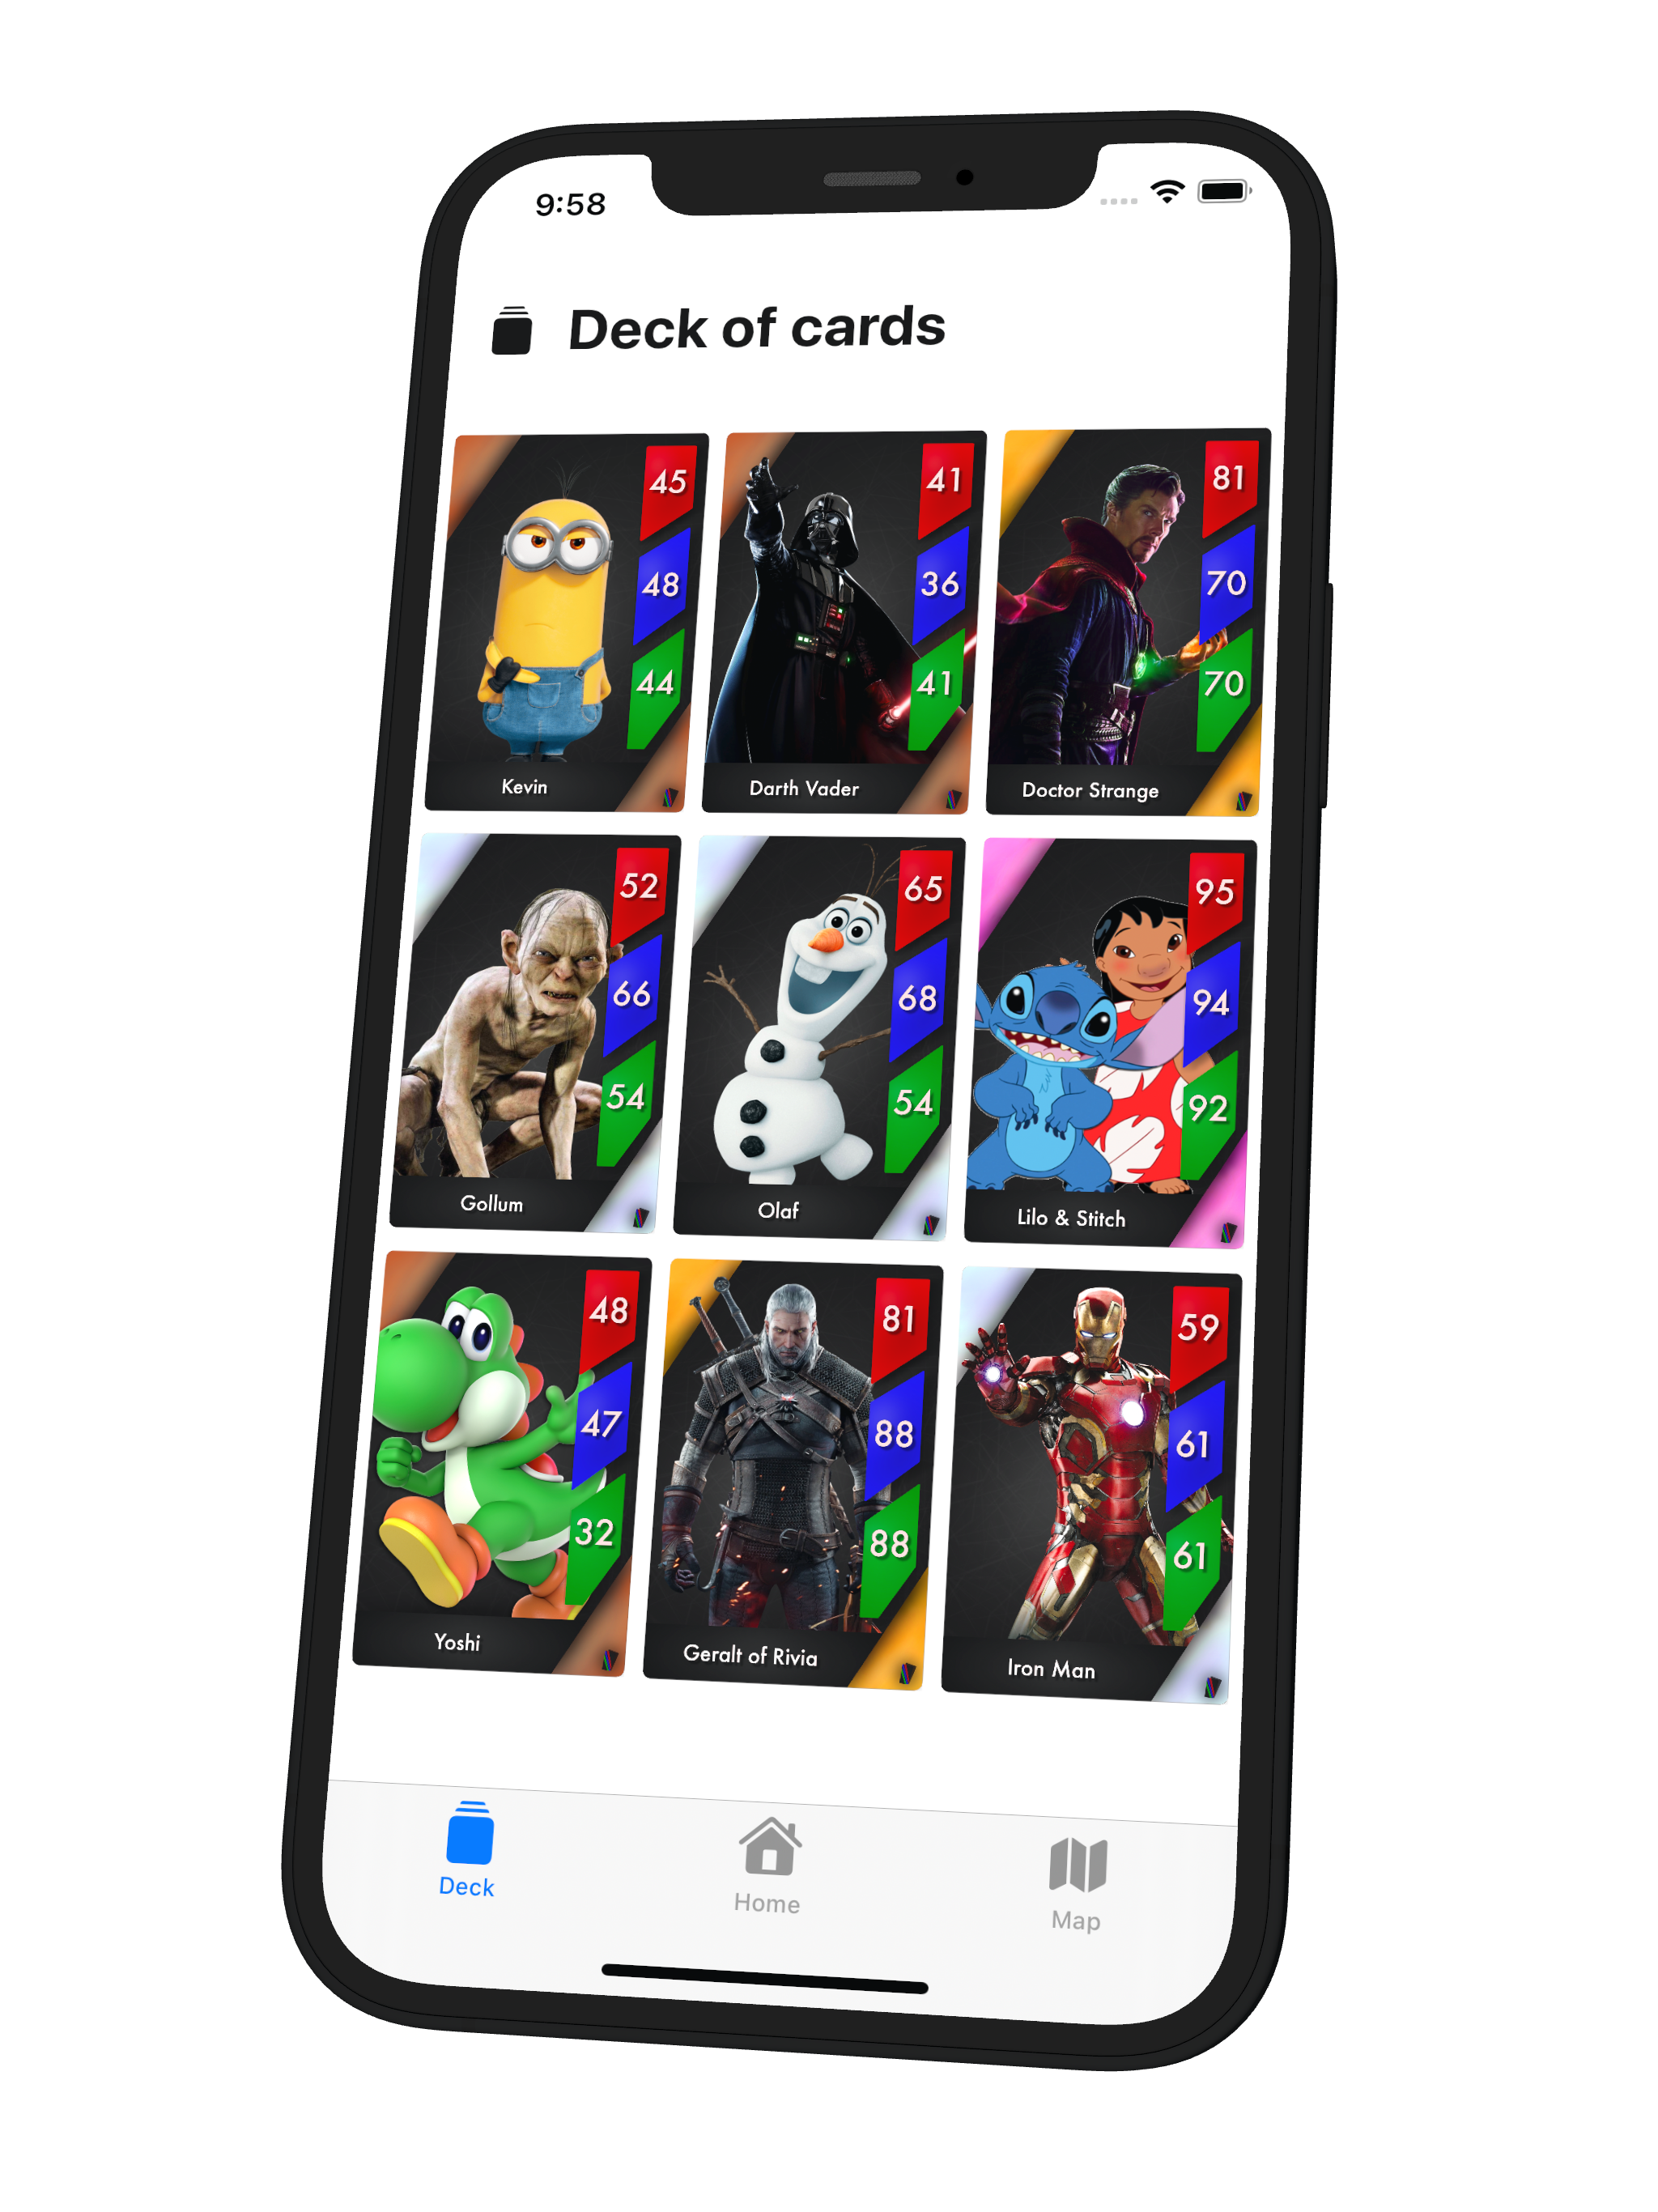 9:58
Deck of cards
45
48
44
Kevin
41
36
41
Darth Vader
81
70
70
Doctor Strange
52
66
54
Gollum
65
68
54
Olaf
95
94
92
Lilo & Stitch
48
47
32
Yoshi
81
88
88
Geralt of Rivia
59
61
61
Iron Man
Deck
Home
Map